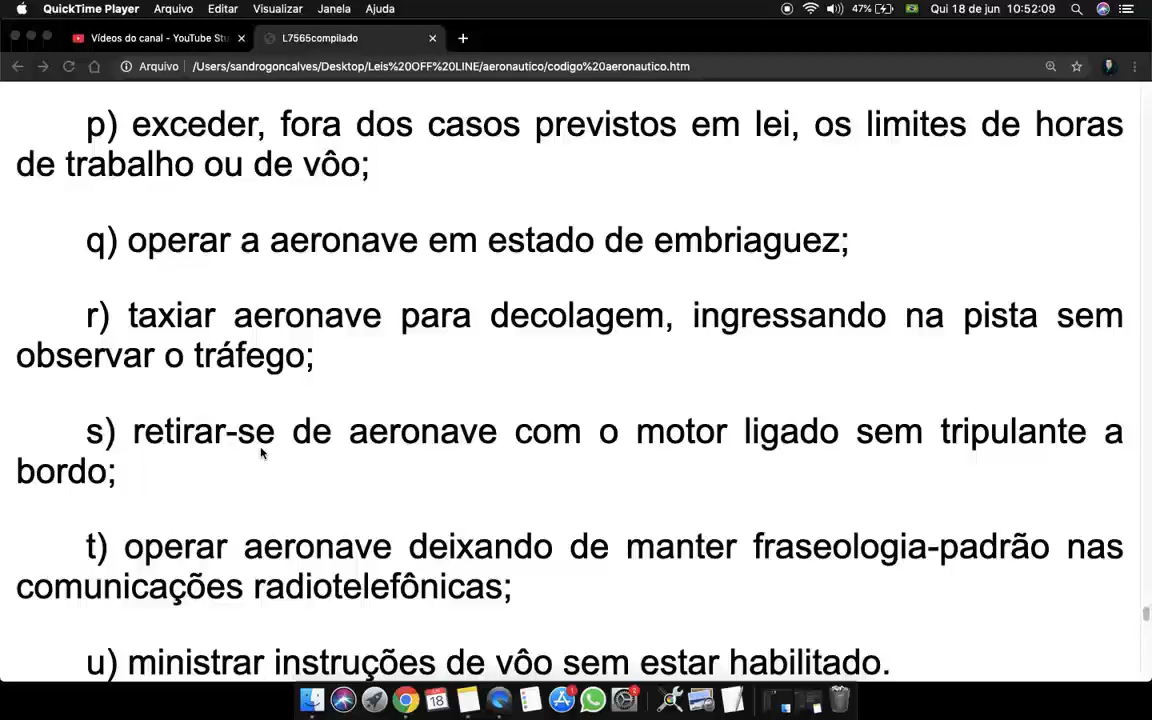 QuickTime Player Arquivo Editar Visualizar Janela Ajuda 47% Qui 18 de jun 10:52:09
Vídeos do canal - YouTube Stu L7565compilado
Arquivo /Users/sandrogoncalves/Desktop/Leis%20OFF%20LINE/aeronautico/codigo%20aeronautico.htm
p) exceder, fora dos casos previstos em lei, os limites de horas
de trabalho ou de vôo;
q) operar a aeronave em estado de embriaguez;
r) taxiar aeronave para decolagem, ingressando na pista sem
observar o tráfego;
s) retirar-se de aeronave com o motor ligado sem tripulante a
bordo;
t) operar aeronave deixando de manter fraseologia-padrão nas
comunicações radiotelefônicas;
u) ministrar instruções de vôo sem estar habilitado.
18